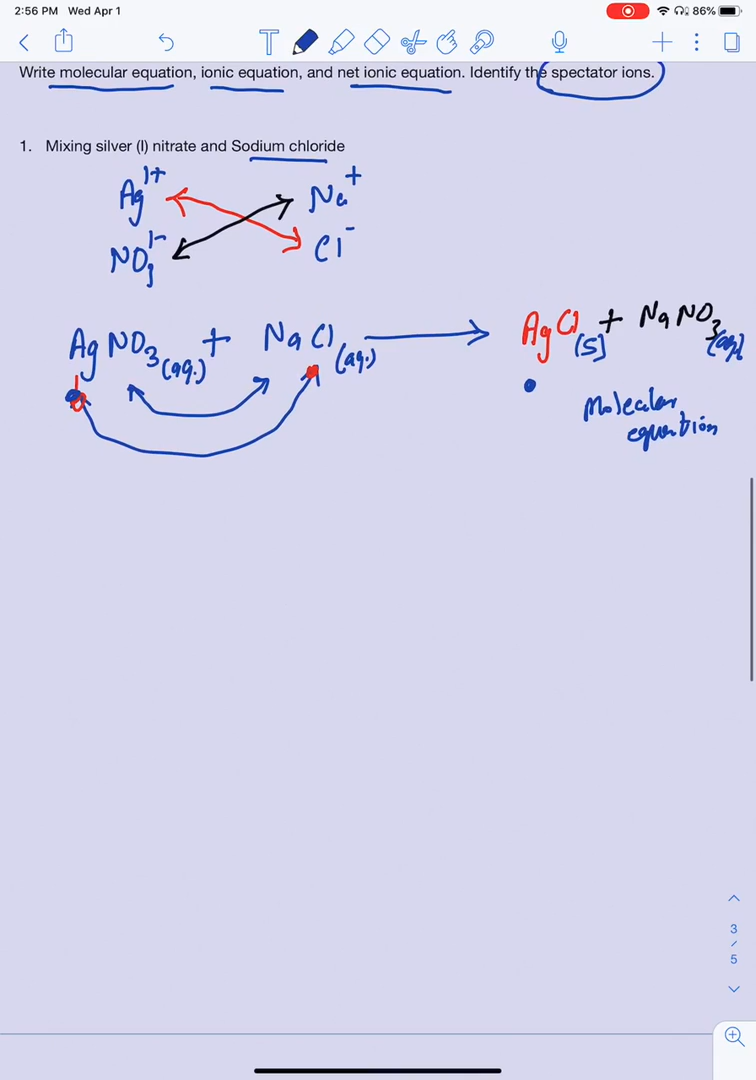 2:56 PM Wed Apr 1 86%
T
Write molecular equation, ionic equation, and net ionic equation. Identify the spectator ions.
1. Mixing silver (I) nitrate and Sodium chloride
Ag¹⁺ Na⁺
NO₃¹⁻ Cl⁻
AgNO₃(aq.) + NaCl(aq.) → AgCl(s) + NaNO₃(aq)
Molecular
equation
3
/
5